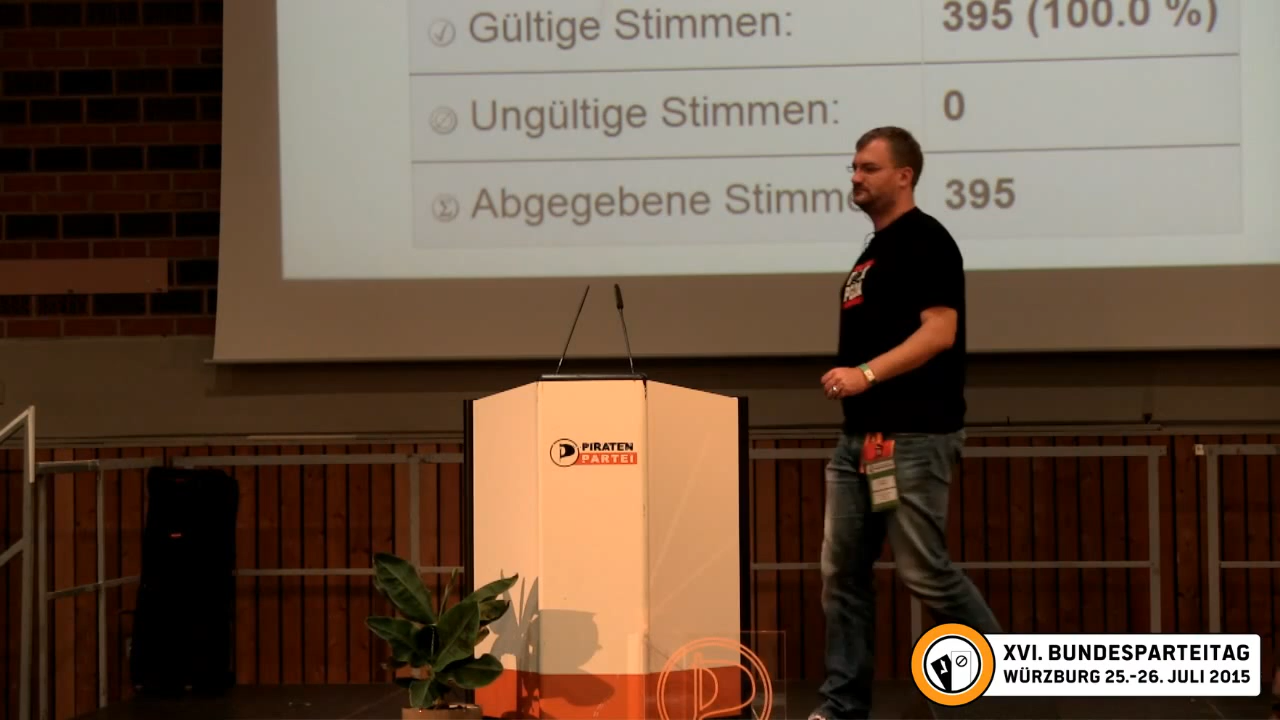 Gültige Stimmen: 395 (100.0 %)
Ungültige Stimmen: 0
Abgegebene Stimme 395
PIRATEN
PARTEI
XVI. BUNDESPARTEITAG
WÜRZBURG 25.-26. JULI 2015